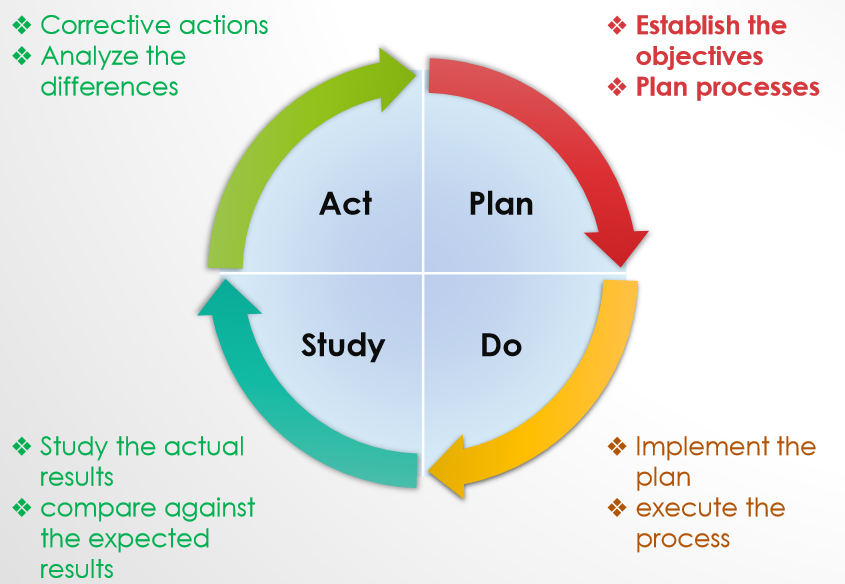 ❖ Corrective actions
❖ Analyze the
differences
❖ Establish the
objectives
❖ Plan processes
Act
Plan
Study
Do
❖ Study the actual
results
❖ compare against
the expected
results
❖ Implement the
plan
❖ execute the
process